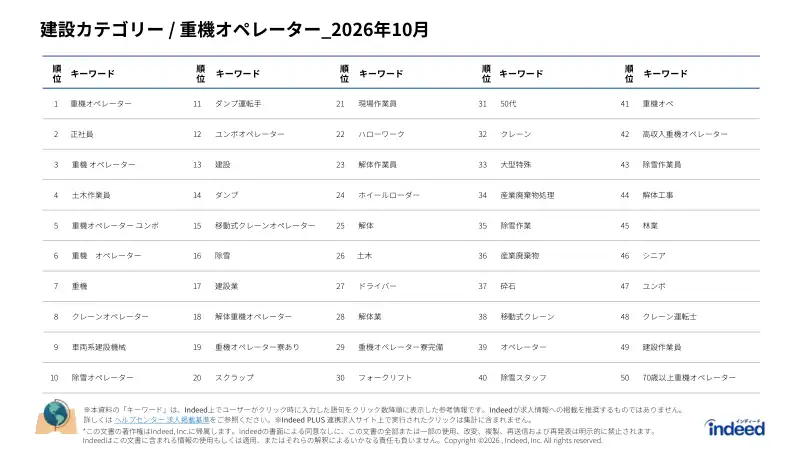 建設カテゴリー / 重機オペレーター_2026年10月
順位 キーワード 順位 キーワード 順位 キーワード 順位 キーワード 順位 キーワード
1 重機オペレーター 11 ダンプ運転手 21 現場作業員 31 50代 41 重機オペ
2 正社員 12 ユンボオペレーター 22 ハローワーク 32 クレーン 42 高収入重機オペレーター
3 重機 オペレーター 13 建設 23 解体作業員 33 大型特殊 43 除雪作業員
4 土木作業員 14 ダンプ 24 ホイールローダー 34 産業廃棄物処理 44 解体工事
5 重機オペレーター ユンボ 15 移動式クレーンオペレーター 25 解体 35 除雪作業 45 林業
6 重機　オペレーター 16 除雪 26 土木 36 産業廃棄物 46 シニア
7 重機 17 建設業 27 ドライバー 37 砕石 47 ユンボ
8 クレーンオペレーター 18 解体重機オペレーター 28 解体業 38 移動式クレーン 48 クレーン運転士
9 車両系建設機械 19 重機オペレーター寮あり 29 重機オペレーター寮完備 39 オペレーター 49 建設作業員
10 除雪オペレーター 20 スクラップ 30 フォークリフト 40 除雪スタッフ 50 70歳以上重機オペレーター
※本資料の「キーワード」は、Indeed上でユーザーがクリック時に入力した語句をクリック数降順に表示した参考情報です。Indeedが求人情報への掲載を推奨するものではありません。
詳しくは ヘルプセンター 求人掲載基準をご参照ください。※Indeed PLUS 連携求人サイト上で実行されたクリックは集計に含まれません。
*この文書の著作権はIndeed, Inc.に帰属します。Indeedの書面による同意なしに、この文書の全部または一部の使用、改変、複製、再送信および再発表は明示的に禁止されます。
Indeedはこの文書に含まれる情報の使用もしくは適用、またはそれらの解釈によるいかなる責任も負いません。Copyright ©2026 , Indeed, Inc. All rights reserved.
インディード
indeed